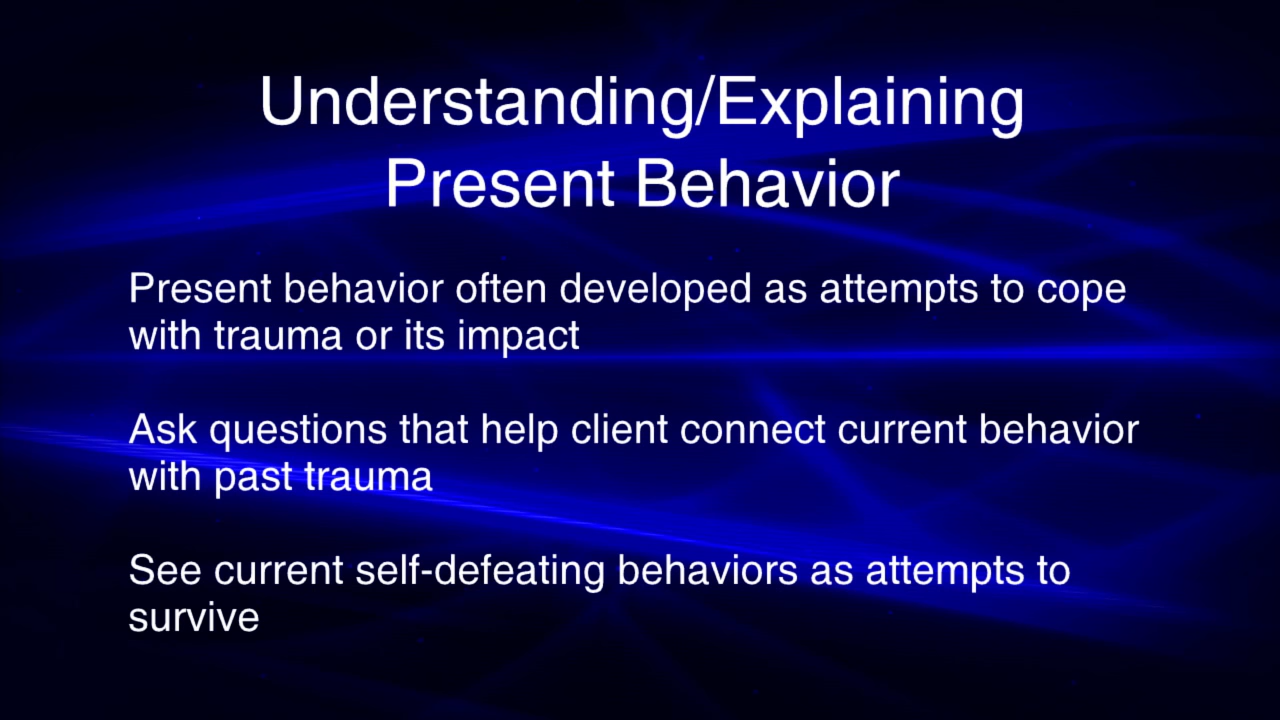 Understanding/Explaining
Present Behavior
Present behavior often developed as attempts to cope
with trauma or its impact
Ask questions that help client connect current behavior
with past trauma
See current self-defeating behaviors as attempts to
survive